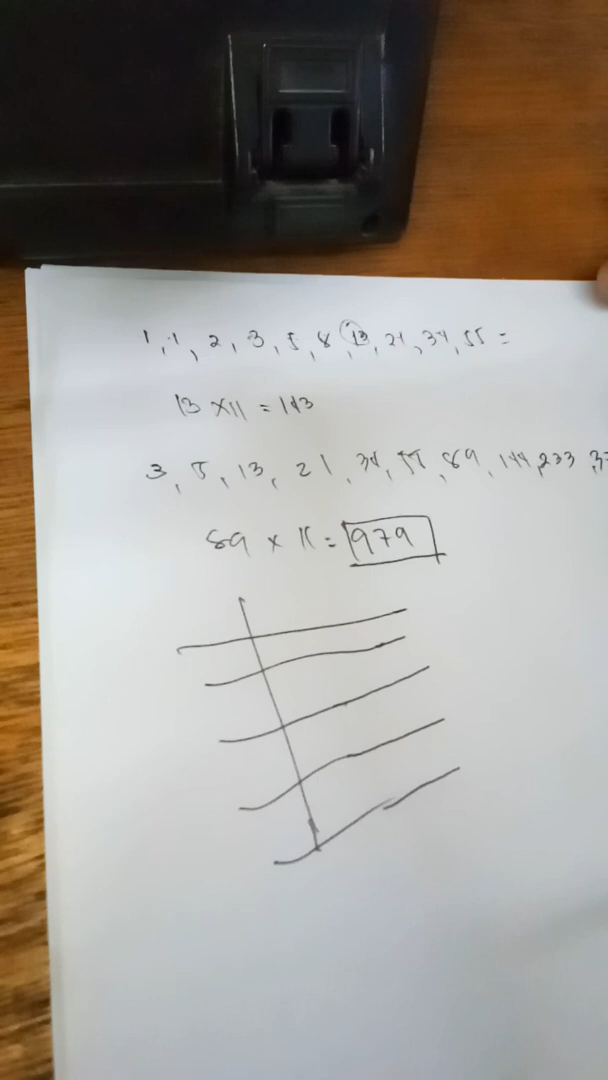 1, 1, 2, 3, 5, 8, 13, 21, 34, 55 =
13 x 11 = 143
3, 5, 13, 21, 34, 55, 89, 144, 233, 37
89 x 11 = 979